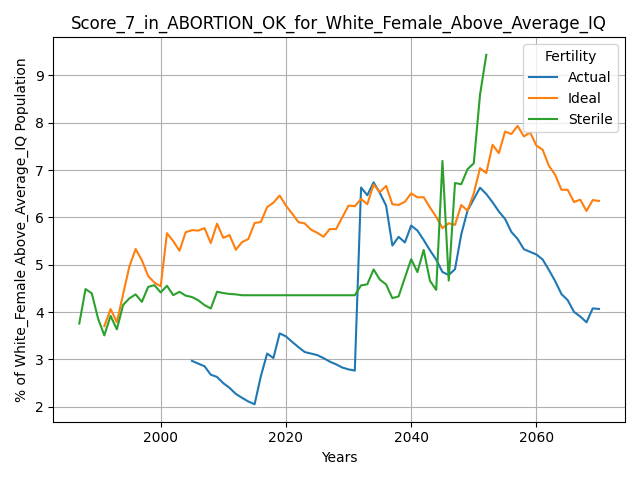 Score_7_in_ABORTION_OK_for_White_Female_Above_Average_IQ
% of White_Female Above_Average_IQ Population
9
8
7
6
5
4
3
2
Fertility
Actual
Ideal
Sterile
2000
2020
2040
2060
Years